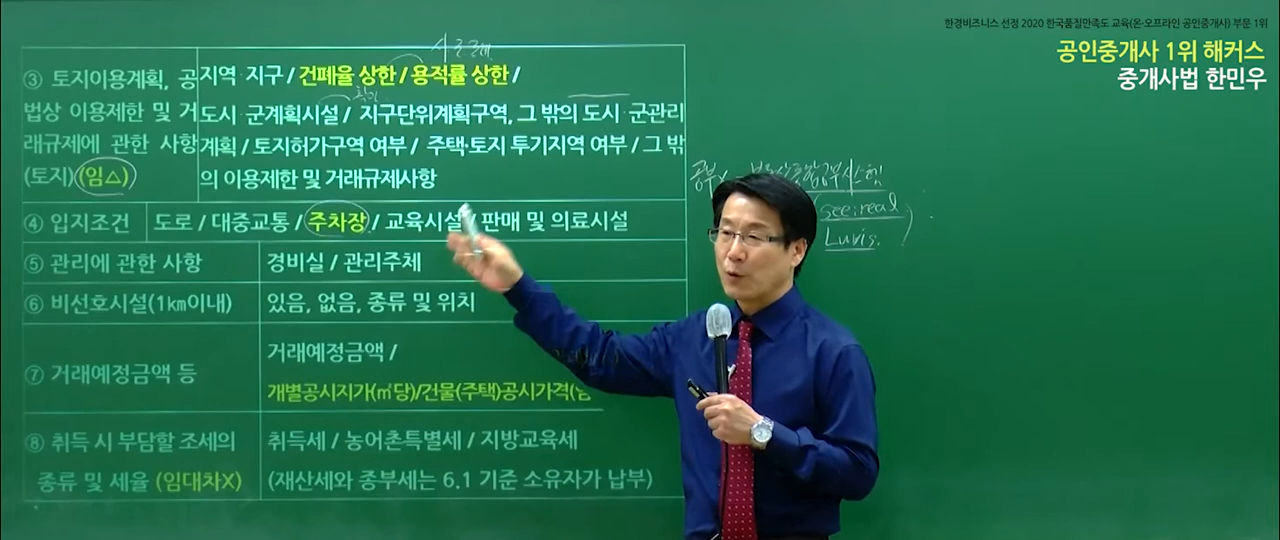 한경비즈니스 선정 2020 한국품질만족도 교육(온·오프라인 공인중개사) 부문 1위
공인중개사 1위 해커스
중개사법 한민우
③ 토지이용계획, 공 지역·지구 / 건폐율 상한 / 용적률 상한 /
법상 이용제한 및 거 도시·군계획시설 / 지구단위계획구역, 그 밖의 도시·군관리
래규제에 관한 사항 계획 / 토지허가구역 여부 / 주택·토지 투기지역 여부 / 그 밖
(토지)(임△) 의 이용제한 및 거래규제사항
④ 입지조건 도로 / 대중교통 / 주차장 / 교육시설 / 판매 및 의료시설
⑤ 관리에 관한 사항 경비실 / 관리주체
⑥ 비선호시설(1㎞이내) 있음, 없음, 종류 및 위치
⑦ 거래예정금액 등 거래예정금액 /
개별공시지가(㎡당)/건물(주택)공시가격
⑧ 취득 시 부담할 조세의 취득세 / 농어촌특별세 / 지방교육세
종류 및 세율 (임대차X) (재산세와 종부세는 6.1 기준 소유자가 납부)
공부
see:real
Luris.